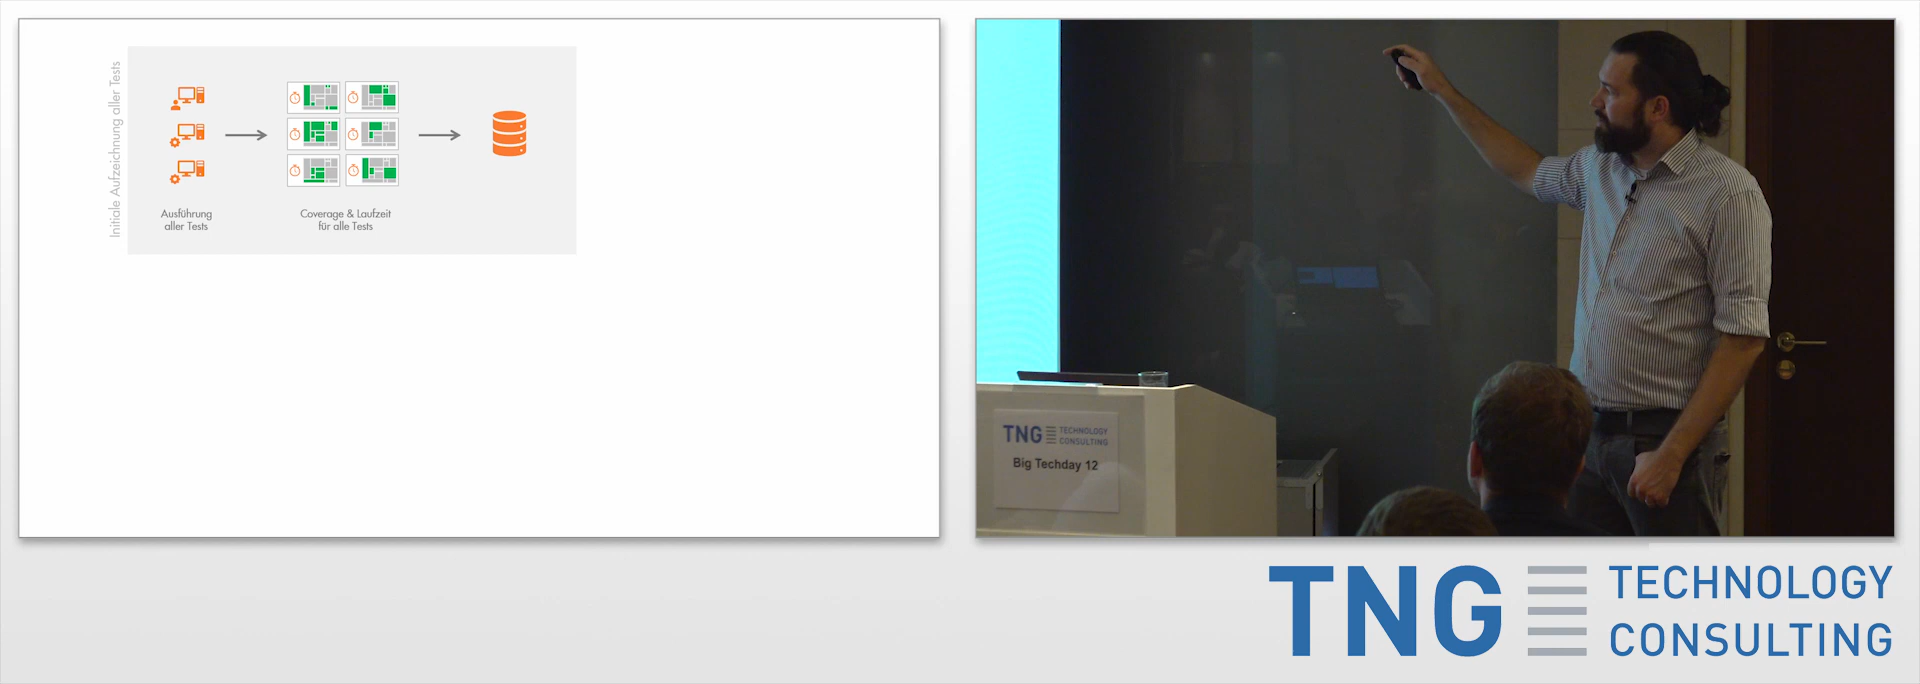 Initiale Aufzeichnung aller Tests
Ausführung
aller Tests
Coverage & Laufzeit
für alle Tests
TNG TECHNOLOGY
CONSULTING
Big Techday 12
TNG TECHNOLOGY
CONSULTING